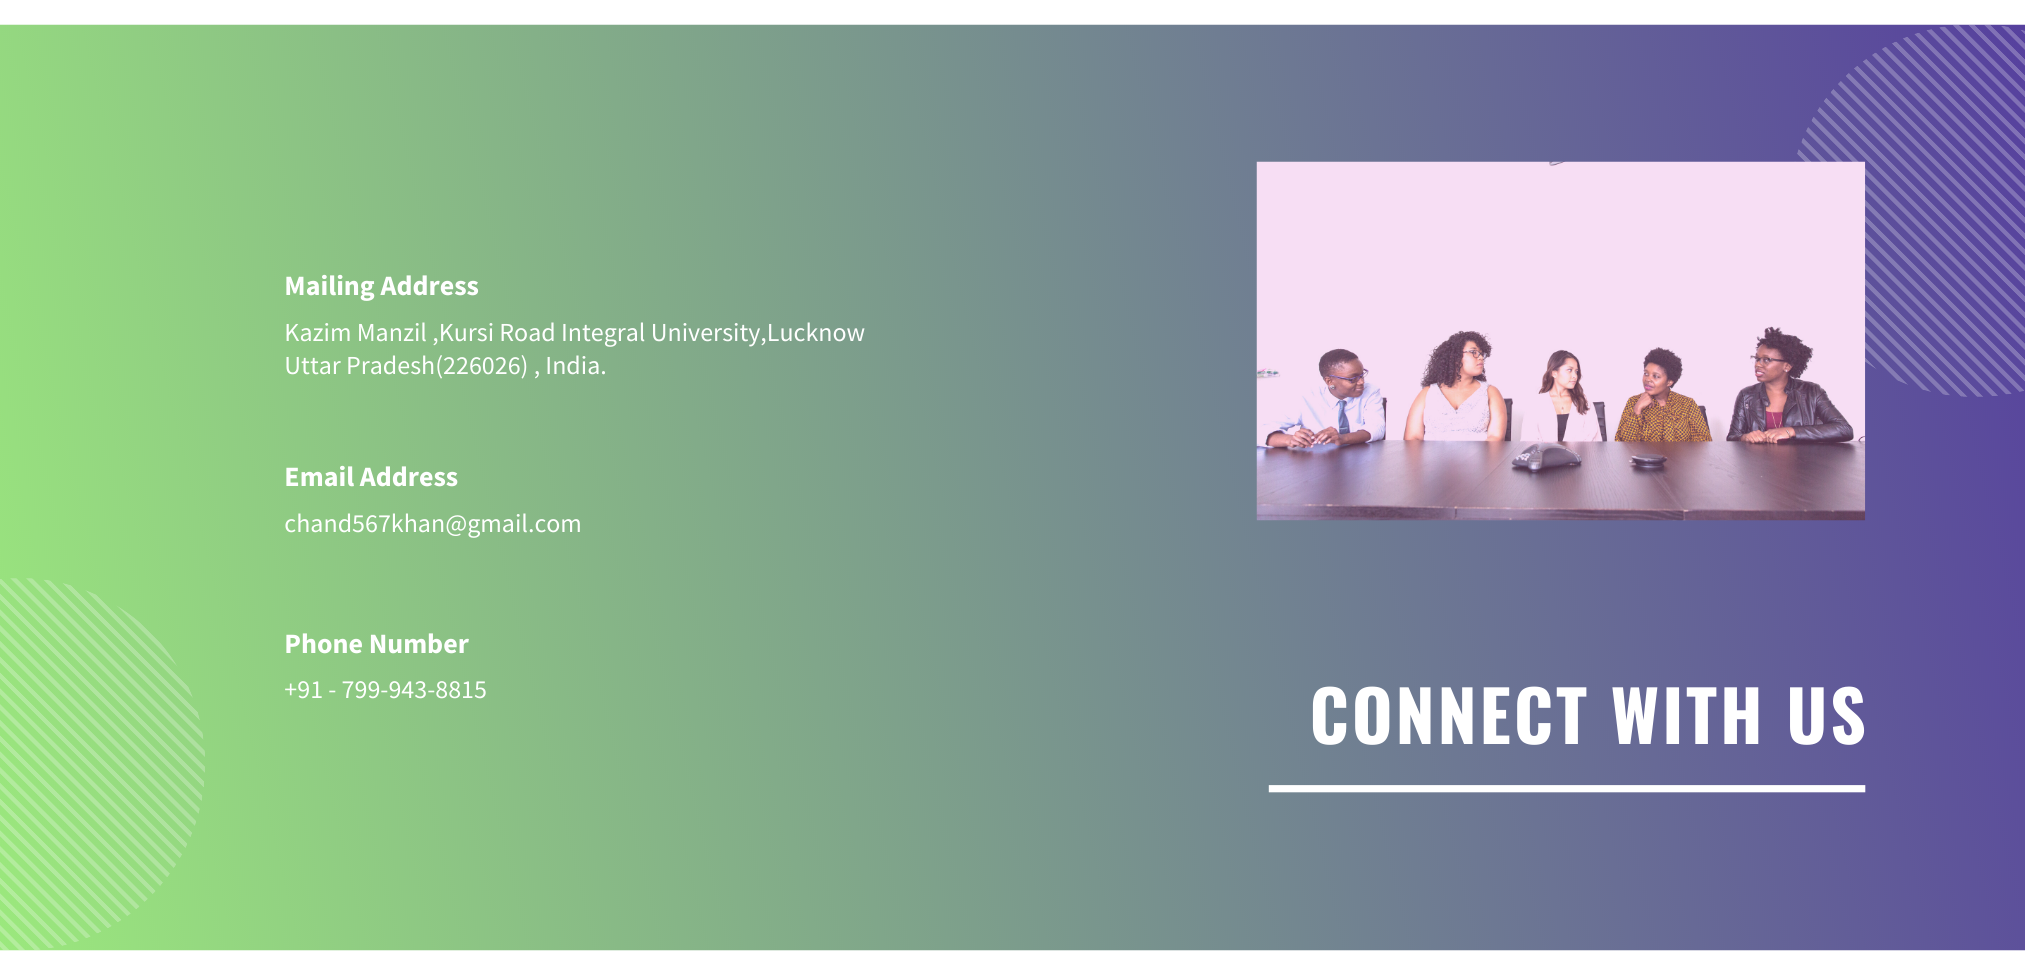 Mailing Address
Kazim Manzil ,Kursi Road Integral University,Lucknow
Uttar Pradesh(226026) , India.
Email Address
chand567khan@gmail.com
Phone Number
+91 - 799-943-8815
CONNECT WITH US